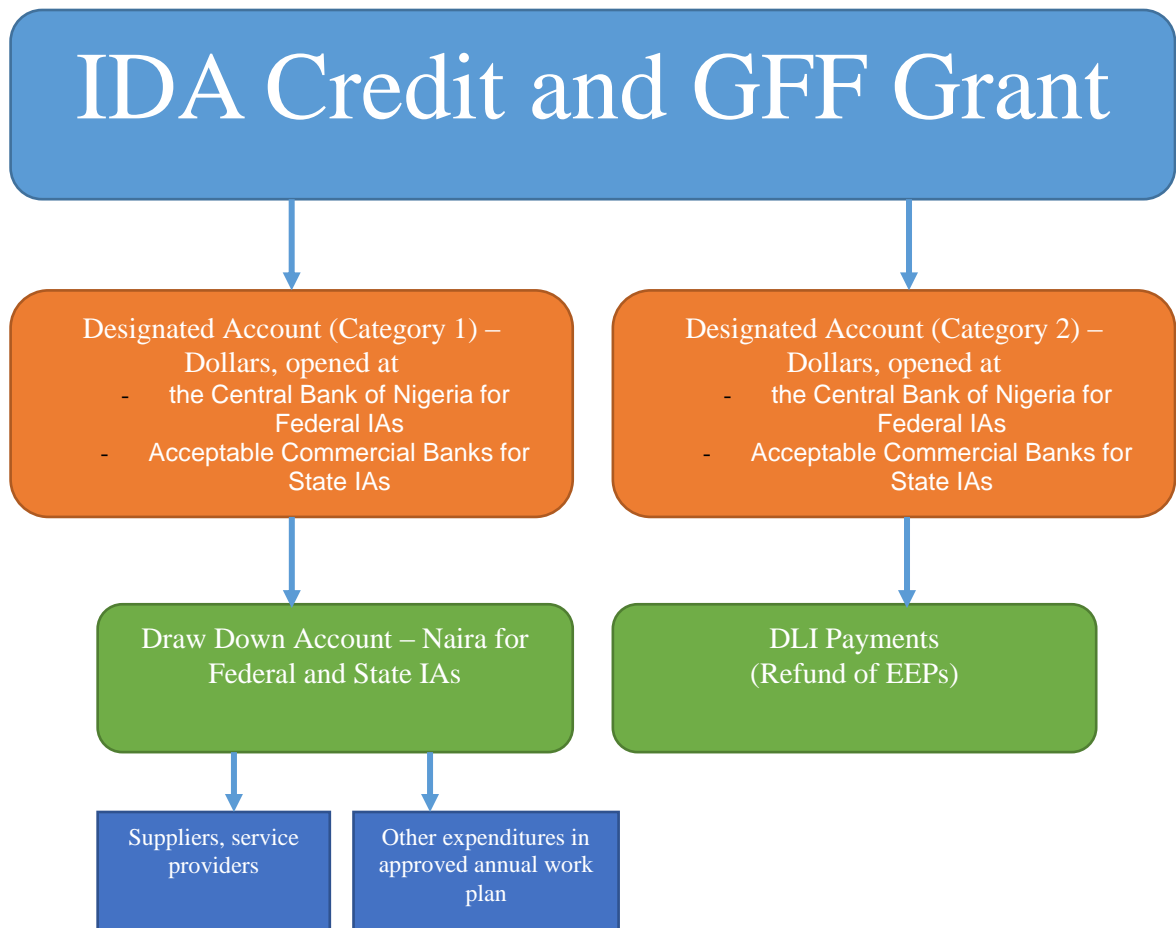 IDA Credit and GFF Grant
Designated Account (Category 1) –
Dollars, opened at
- the Central Bank of Nigeria for
Federal IAs
- Acceptable Commercial Banks for
State IAs
Designated Account (Category 2) –
Dollars, opened at
- the Central Bank of Nigeria for
Federal IAs
- Acceptable Commercial Banks for
State IAs
Draw Down Account – Naira for
Federal and State IAs
DLI Payments
(Refund of EEPs)
Suppliers, service
providers
Other expenditures in
approved annual work
plan